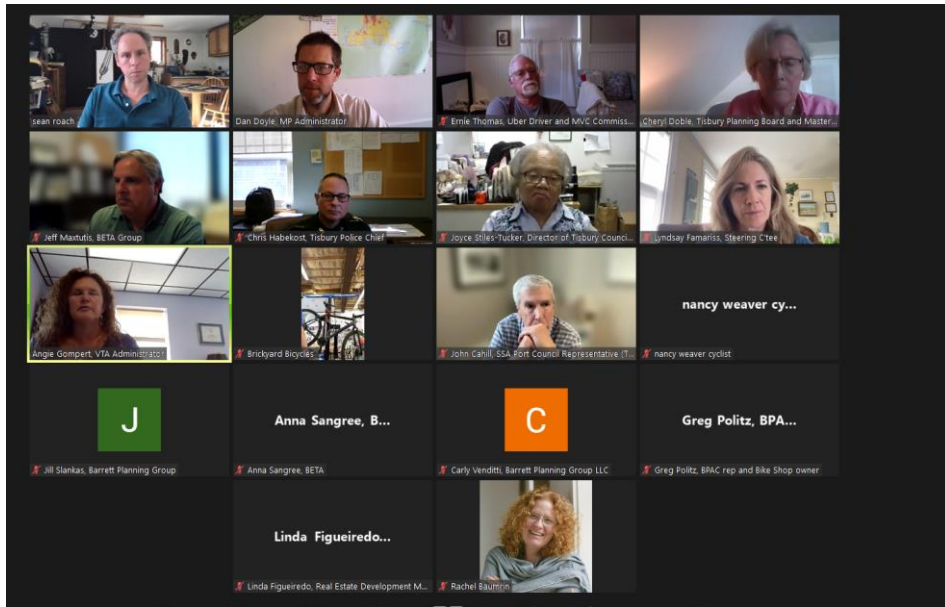 sean roach
Dan Doyle, MP Administrator
Ernie Thomas, Uber Driver and MVC Commiss...
Cheryl Doble, Tisbury Planning Board and Master...
Jeff Maxtutis, BETA Group
Chris Habekost, Tisbury Police Chief
Joyce Stiles-Tucker, Director of Tisbury Counci...
Lyndsay Famariss, Steering C'tee
Angie Gompert, VTA Administrator
Brickyard Bicycles
John Cahill, SSA Port Council Representative (T...
nancy weaver cy...
nancy weaver cyclist
J
Jill Slankas, Barrett Planning Group
Anna Sangree, B...
Anna Sangree, BETA
C
Carly Venditti, Barrett Planning Group LLC
Greg Politz, BPA...
Greg Politz, BPAC rep and Bike Shop owner
Linda Figueiredo...
Linda Figueiredo, Real Estate Development M...
Rachel Baumrin